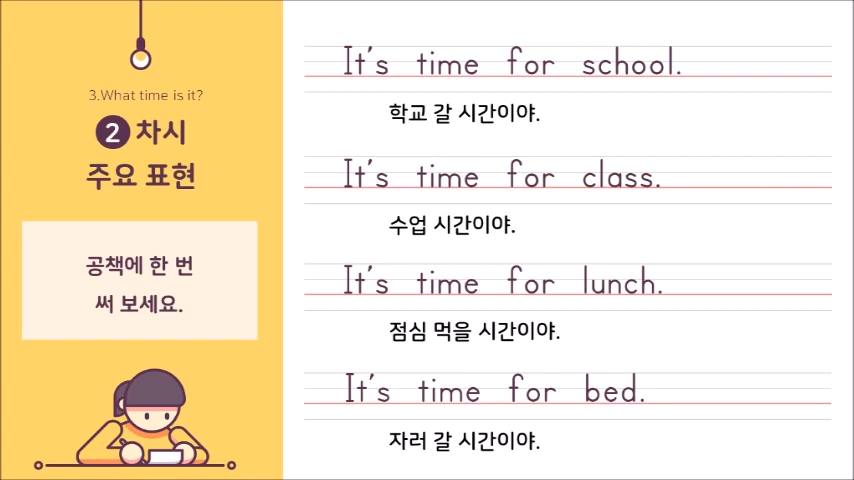 3.What time is it?
2 차시
주요 표현
공책에 한 번
써 보세요.
It's time for school.
학교 갈 시간이야.
It's time for class.
수업 시간이야.
It's time for lunch.
점심 먹을 시간이야.
It's time for bed.
자러 갈 시간이야.